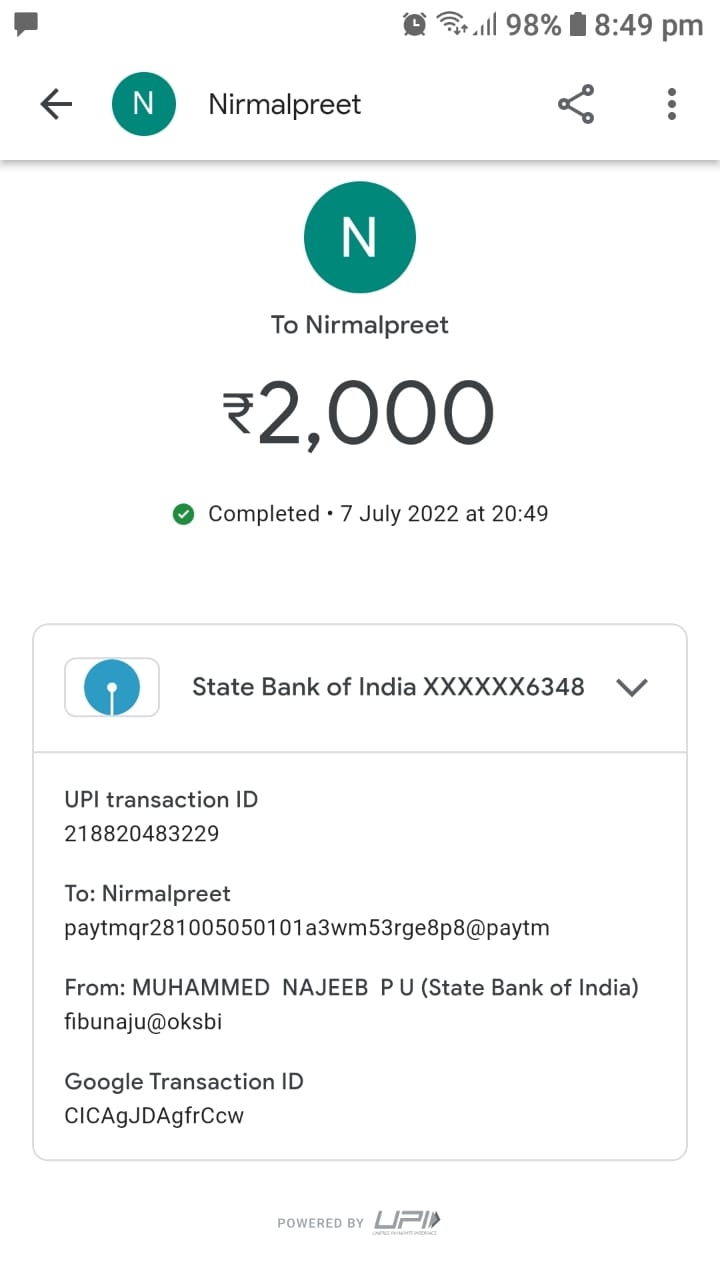 98% 8:49 pm
N Nirmalpreet
N
To Nirmalpreet
₹2,000
Completed • 7 July 2022 at 20:49
State Bank of India XXXXXX6348
UPI transaction ID
218820483229
To: Nirmalpreet
paytmqr281005050101a3wm53rge8p8@paytm
From: MUHAMMED NAJEEB P U (State Bank of India)
fibunaju@oksbi
Google Transaction ID
CICAgJDAgfrCcw
POWERED BY UPI
UNIFIED PAYMENTS INTERFACE